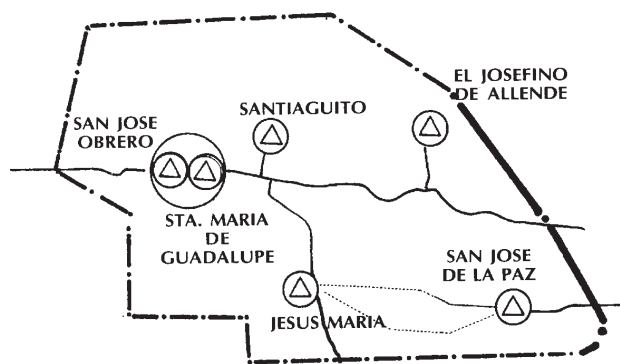 EL JOSEFINO
DE ALLENDE
SANTIAGUITO
SAN JOSE
OBRERO
STA. MARIA
DE
GUADALUPE
SAN JOSE
DE LA PAZ
JESUS MARIA